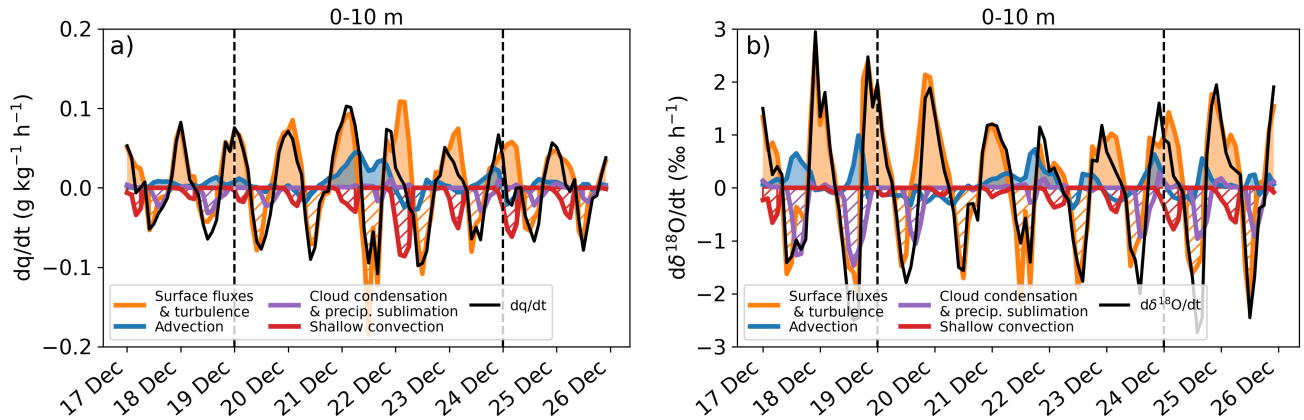 0-10 m
a)
dq/dt (g kg⁻¹ h⁻¹)
0.2
0.1
0.0
−0.1
−0.2
Surface fluxes
& turbulence
Advection
Cloud condensation
& precip. sublimation
Shallow convection
dq/dt
17 Dec
18 Dec
19 Dec
20 Dec
21 Dec
22 Dec
23 Dec
24 Dec
25 Dec
26 Dec
0-10 m
b)
dδ¹⁸O/dt (‰ h⁻¹)
3
2
1
0
−1
−2
−3
Surface fluxes
& turbulence
Advection
Cloud condensation
& precip. sublimation
Shallow convection
dδ¹⁸O/dt
17 Dec
18 Dec
19 Dec
20 Dec
21 Dec
22 Dec
23 Dec
24 Dec
25 Dec
26 Dec